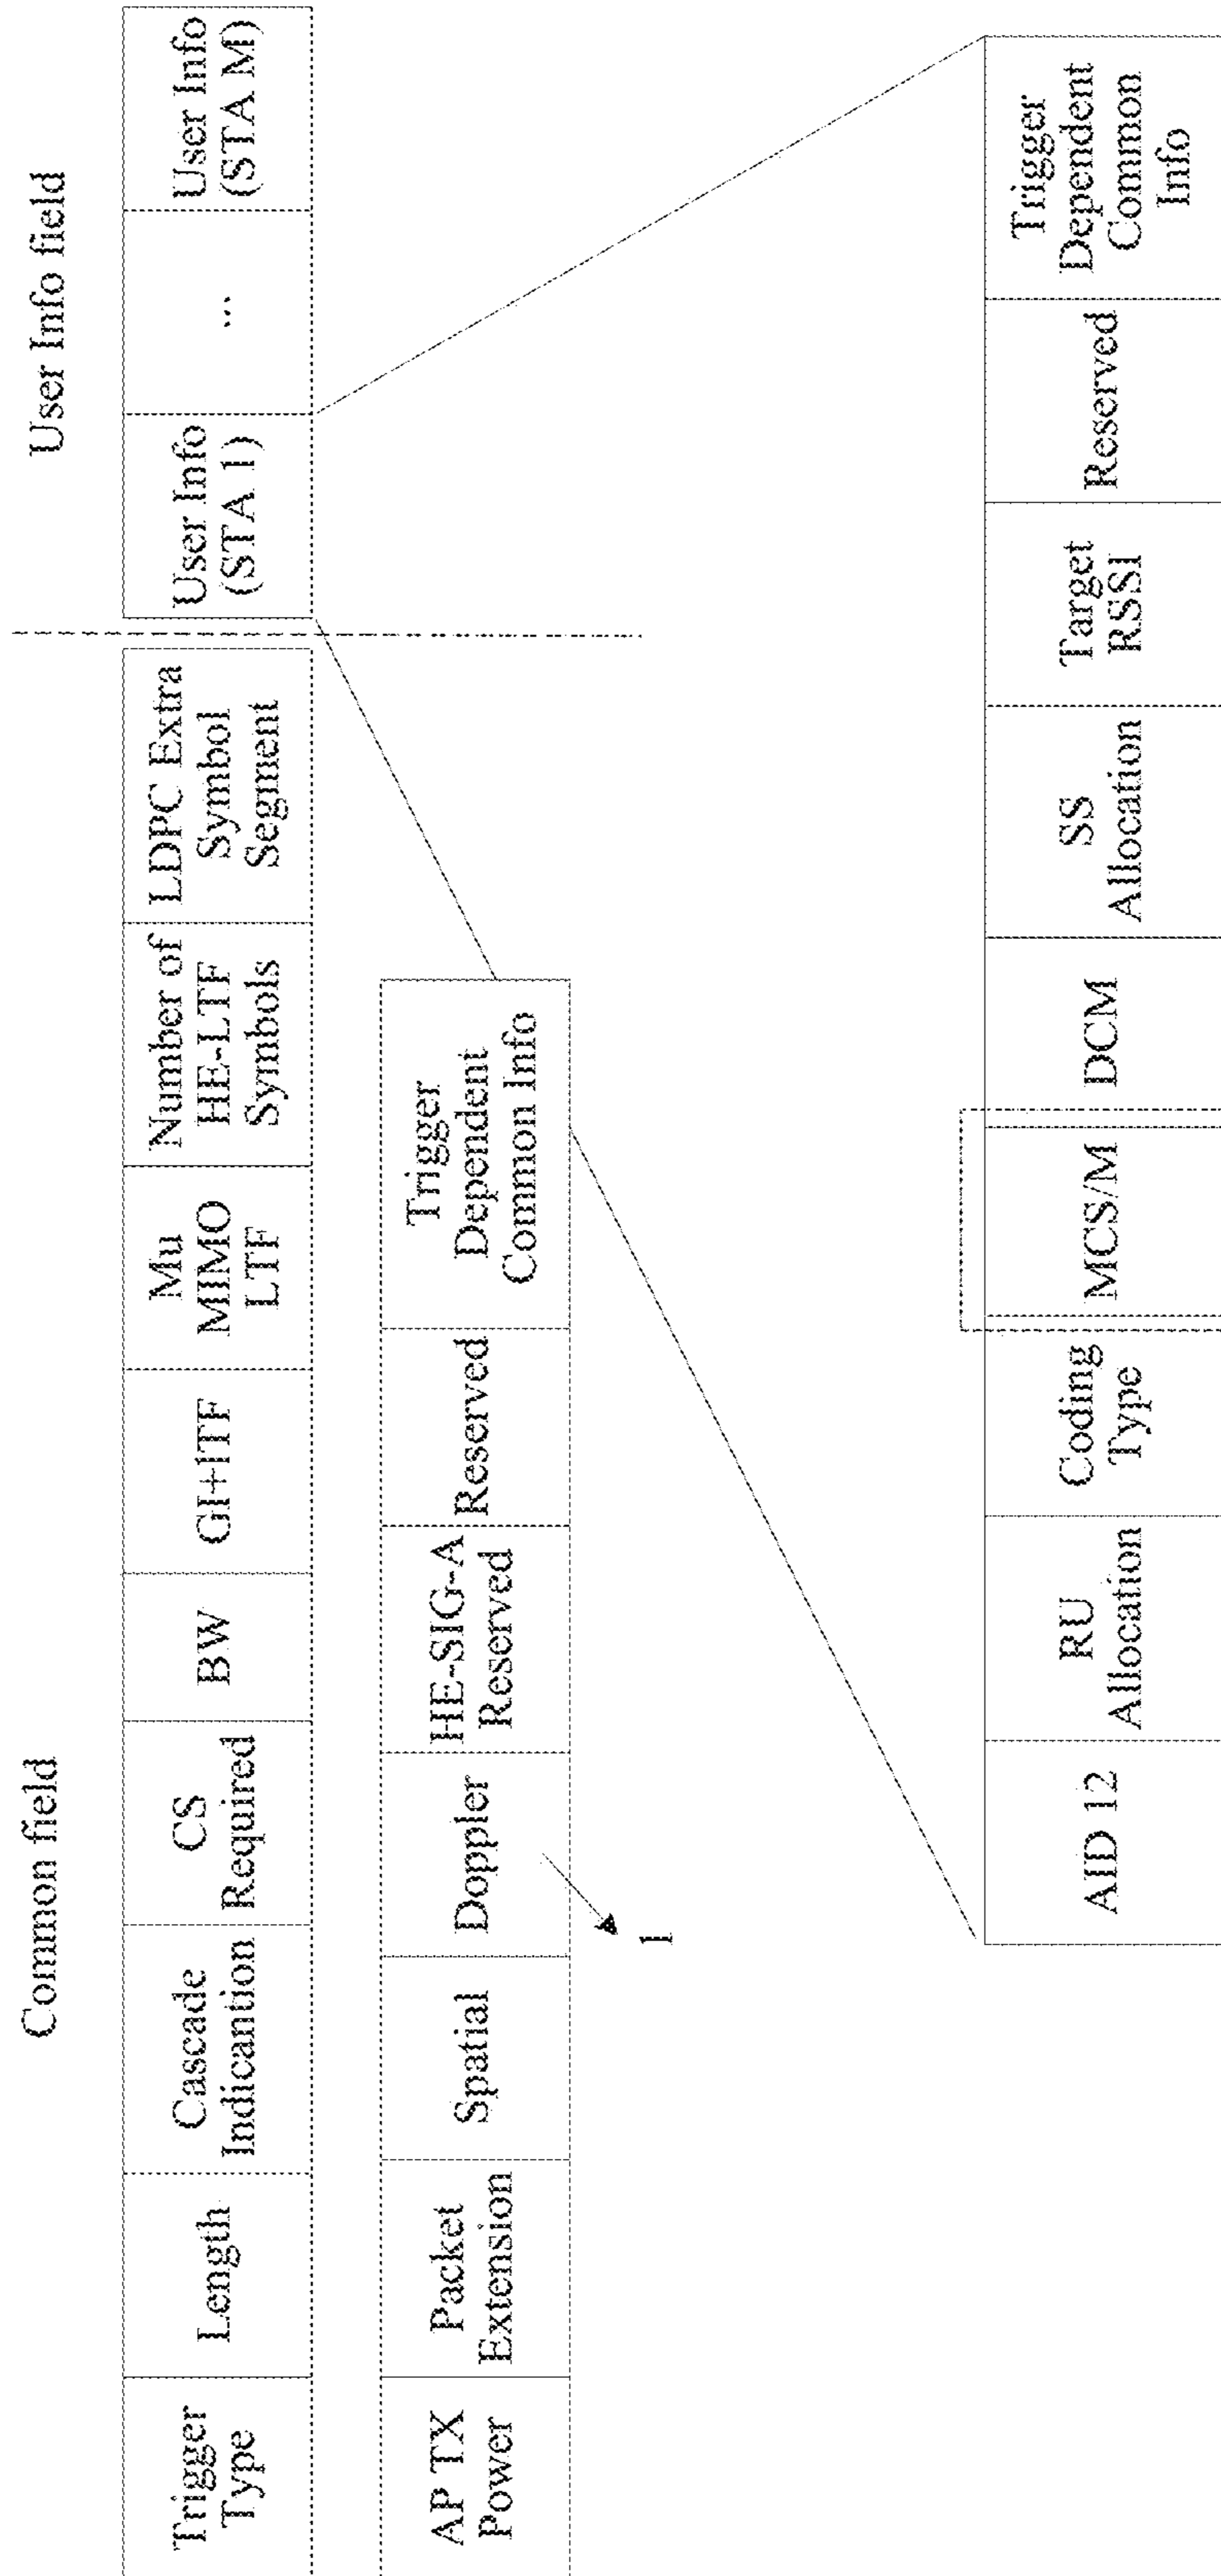 Common field
User Info field
Trigger
Type
Length
Cascade
Indicantion
CS
Required
BW
GI+lTF
Mu
MIMO
LTF
Number of
HE-LTF
Symbols
LDPC Extra
Symbol
Segment
User Info
(STA 1)
...
User Info
(STA M)
AP TX
Power
Packet
Extension
Spatial
Doppler
HE-SIG-A
Reserved
Reserved
Trigger
Dependent
Common Info
1
AID 12
RU
Allocation
Coding
Type
MCS/M
DCM
SS
Allocation
Target
RSSI
Reserved
Trigger
Dependent
Common
Info